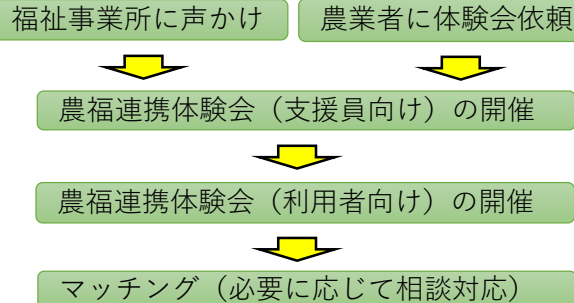 福祉事業所に声かけ
農業者に体験会依頼
農福連携体験会（支援員向け）の開催
農福連携体験会（利用者向け）の開催
マッチング（必要に応じて相談対応）